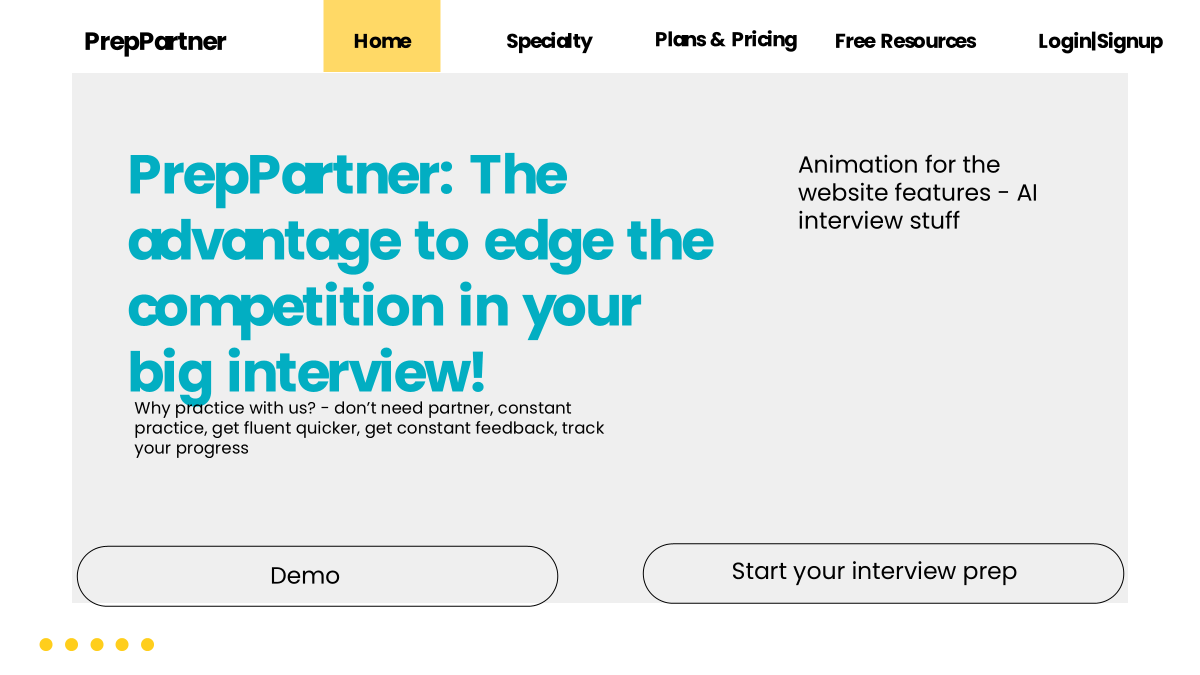 PrepPartner
Home
Specialty
Plans & Pricing
Free Resources
Login|Signup
PrepPartner: The
advantage to edge the
competition in your
big interview!
Why practice with us? - don’t need partner, constant
practice, get fluent quicker, get constant feedback, track
your progress
Animation for the
website features - AI
interview stuff
Demo
Start your interview prep